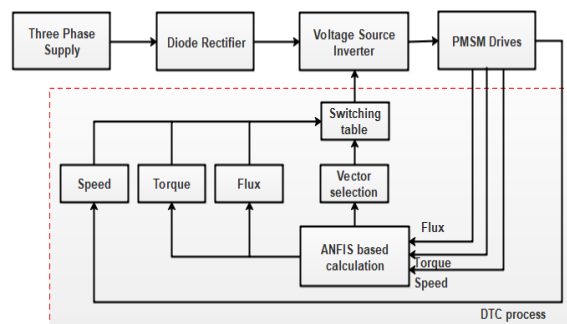 Three Phase
Supply
Diode Rectifier
Voltage Source
Inverter
PMSM Drives
Switching
table
Speed
Torque
Flux
Vector
selection
ANFIS based
calculation
Flux
Torque
Speed
DTC process